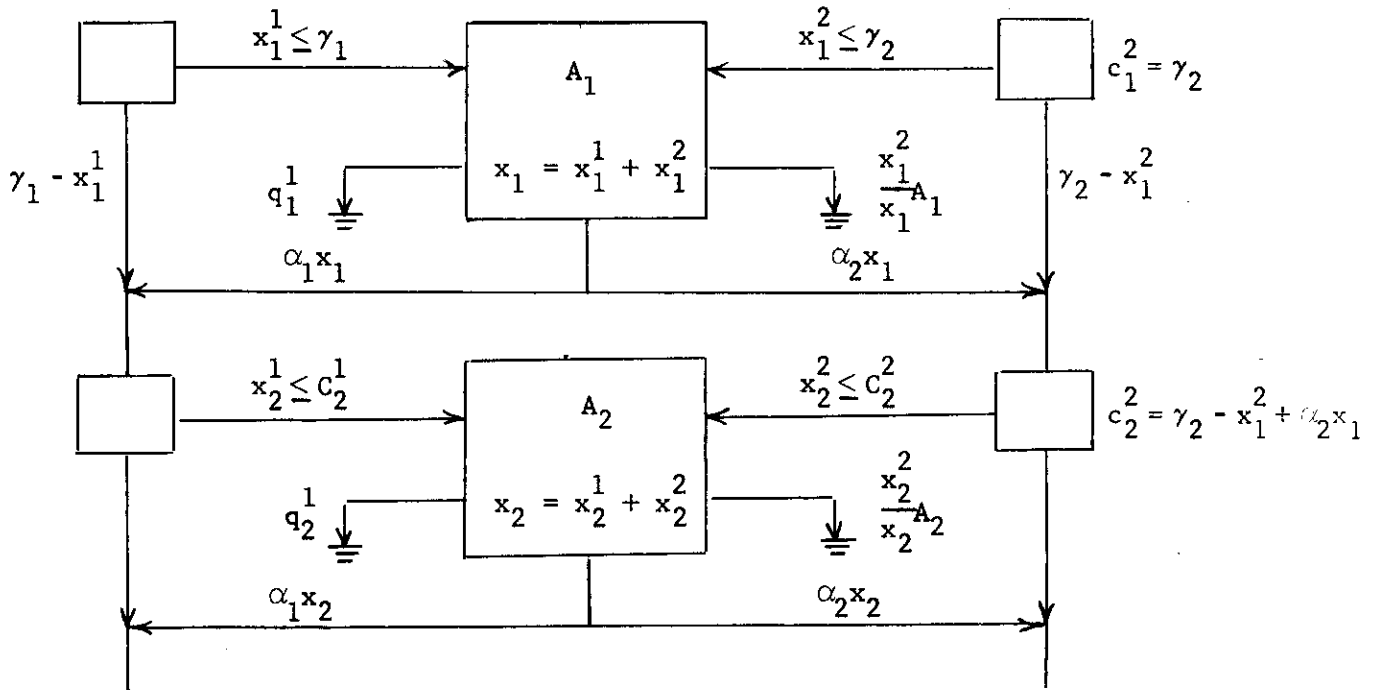 x_1^1 ≤ γ_1
A_1
x_1^2 ≤ γ_2
c_1^2 = γ_2
γ_1 - x_1^1
q_1^1
x_1 = x_1^1 + x_1^2
\frac{x_1^2}{x_1}A_1
γ_2 - x_1^2
α_1x_1
α_2x_1
x_2^1 ≤ C_2^1
A_2
x_2^2 ≤ C_2^2
c_2^2 = γ_2 - x_1^2 + α_2x_1
q_2^1
x_2 = x_2^1 + x_2^2
\frac{x_2^2}{x_2}A_2
α_1x_2
α_2x_2